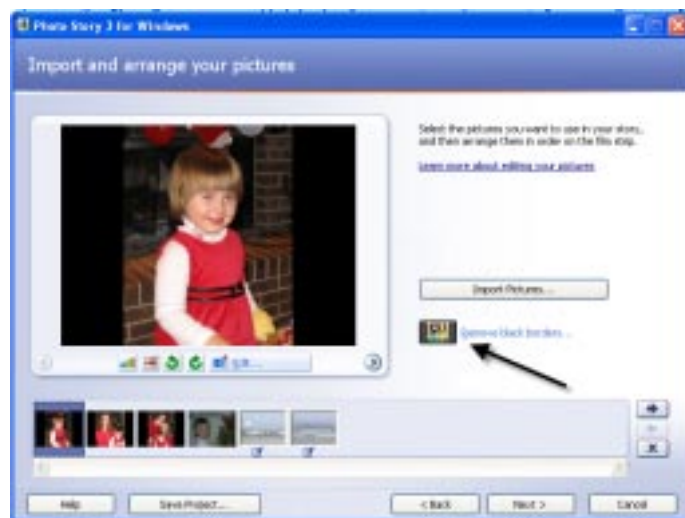 Photo Story 3 for Windows
Import and arrange your pictures
Select the pictures you want to use in your story,
and then arrange them in order on the film strip.
Learn more about editing your pictures
Import Pictures...
Remove black borders...
Edit...
Help
Save Project...
< Back
Next >
Cancel